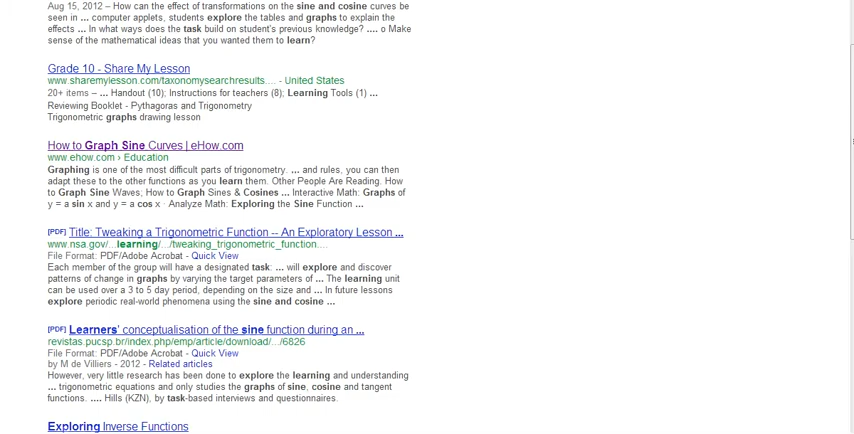 Aug 15, 2012 – How can the effect of transformations on the sine and cosine curves be
seen in ... computer applets, students explore the tables and graphs to explain the
effects ... In what ways does the task build on student's previous knowledge? .... o Make
sense of the mathematical ideas that you wanted them to learn?
Grade 10 - Share My Lesson
www.sharemylesson.com/taxonomysearchresults.... - United States
20+ items – ... Handout (10); Instructions for teachers (8); Learning Tools (1) ...
Reviewing Booklet - Pythagoras and Trigonometry
Trigonometric graphs drawing lesson
How to Graph Sine Curves | eHow.com
www.ehow.com › Education
Graphing is one of the most difficult parts of trigonometry. ... and rules, you can then
adapt these to the other functions as you learn them. Other People Are Reading. How
to Graph Sine Waves; How to Graph Sines & Cosines ... Interactive Math: Graphs of
y = a sin x and y = a cos x · Analyze Math: Exploring the Sine Function ...
[PDF] Title: Tweaking a Trigonometric Function -- An Exploratory Lesson ...
www.nsa.gov/...learning/.../tweaking_trigonometric_function....
File Format: PDF/Adobe Acrobat - Quick View
Each member of the group will have a designated task: ... will explore and discover
patterns of change in graphs by varying the target parameters of ... The learning unit
can be used over a 3 to 5 day period, depending on the size and ... In future lessons
explore periodic real-world phenomena using the sine and cosine ...
[PDF] Learners' conceptualisation of the sine function during an ...
revistas.pucsp.br/index.php/emp/article/download/.../6826
File Format: PDF/Adobe Acrobat - Quick View
by M de Villiers - 2012 - Related articles
However, very little research has been done to explore the learning and understanding
... trigonometric equations and only studies the graphs of sine, cosine and tangent
functions. .... Hills (KZN), by task-based interviews and questionnaires.
Exploring Inverse Functions